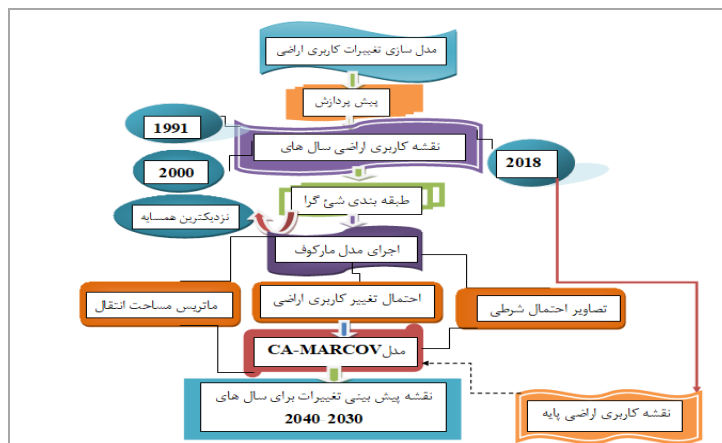 مدل سازی تغییرات کاربری اراضی
پیش پردازش
1991
نقشه کاربری اراضی سال های
2018
2000
طبقه بندی شئ گرا
نزدیکترین همسایه
اجرای مدل مارکوف
ماتریس مساحت انتقال
احتمال تغییر کاربری اراضی
تصاویر احتمال شرطی
مدل CA-MARCOV
نقشه پیش بینی تغییرات برای سال های
2040-2030
نقشه کاربری اراضی پایه